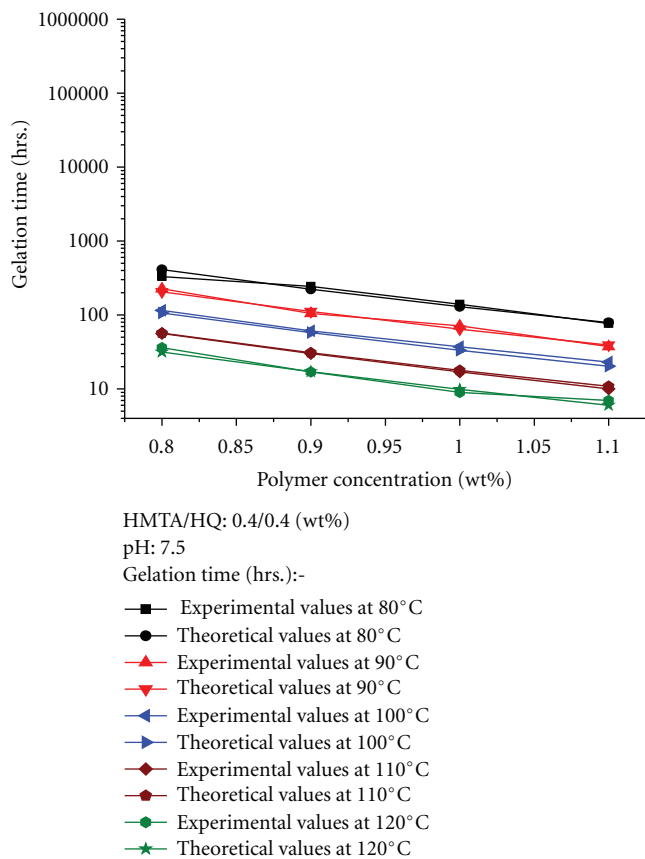 1000000
100000
10000
1000
100
10
Gelation time (hrs.)
0.8 0.85 0.9 0.95 1 1.05 1.1
Polymer concentration (wt%)
HMTA/HQ: 0.4/0.4 (wt%)
pH: 7.5
Gelation time (hrs.):-
Experimental values at 80°C
Theoretical values at 80°C
Experimental values at 90°C
Theoretical values at 90°C
Experimental values at 100°C
Theoretical values at 100°C
Experimental values at 110°C
Theoretical values at 110°C
Experimental values at 120°C
Theoretical values at 120°C